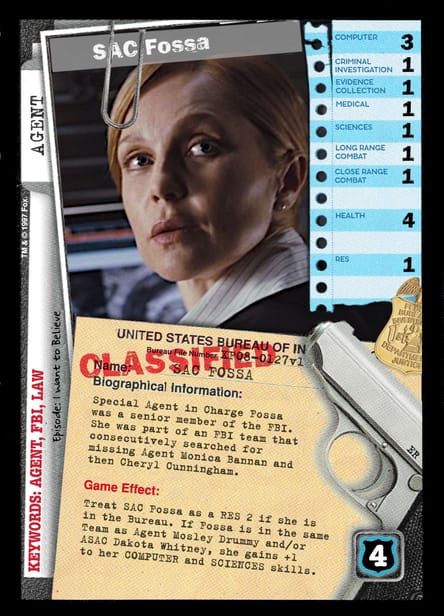 SAC Fossa
AGENT
TM & © 1997 Fox.
Episode: I want to Believe
KEYWORDS: AGENT, FBI, LAW
COMPUTER 3
CRIMINAL
INVESTIGATION 1
EVIDENCE
COLLECTION 1
MEDICAL 1
SCIENCES 1
LONG RANGE
COMBAT 1
CLOSE RANGE
COMBAT 1
HEALTH 4
RES 1
UNITED STATES BUREAU OF IN
Bureau File Number XP08-0127v1
CLASSIFIED
Name: SAC FOSSA
Biographical Information:
Special Agent in Charge Fossa
was a senior member of the FBI.
She was part of an FBI team that
consecutively searched for
missing Agent Monica Bannan and
then Cheryl Cunningham.
Game Effect:
Treat SAC Fossa as a RES 2 if she is
in the Bureau. If Fossa is in the same
Team as Agent Mosley Drummy and/or
ASAC Dakota Whitney, she gains +1
to her COMPUTER and SCIENCES skills.
ER
4